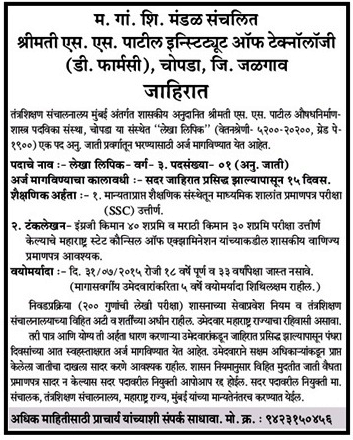 म. गां. शि. मंडळ संचलित
श्रीमती एस. एस. पाटील इन्स्टिट्यूट ऑफ टेक्नॉलॉजी
(डी. फार्मसी), चोपडा, जि. जळगाव
जाहिरात
तंत्रशिक्षण संचालनालय मुंबई अंतर्गत शासकीय अनुदानित श्रीमती एस. एस. पाटील औषधनिर्माण-
शास्त्र पदविका संस्था, चोपडा या संस्थेत ''लेखा लिपिक'' (वेतनश्रेणी- ५२००-२०२००, ग्रेड पे-
१९००) एक पद अनु. जाती प्रवर्गातून भरण्यासाठी अर्ज मागविण्यात येत आहेत.
पदाचे नाव :- लेखा लिपिक - वर्ग - ३. पदसंख्या- ०१ (अनु. जाती)
अर्ज मागविण्याचा कालावधी :- सदर जाहिरात प्रसिद्ध झाल्यापासून १५ दिवस.
शैक्षणिक अर्हता :- १. मान्यताप्राप्त शैक्षणिक संस्थेतून माध्यमिक शालांत प्रमाणपत्र परीक्षा
(SSC) उत्तीर्ण.
२. टंकलेखन- इंग्रजी किमान ४० शप्रमि व मराठी किमान ३० शप्रमि परीक्षा उत्तीर्ण
केल्याचे महाराष्ट्र स्टेट कौन्सिल ऑफ एक्झामिनेशन यांच्याकडील शासकीय वाणिज्य
प्रमाणपत्र आवश्यक.
वयोमर्यादा :- दि. ३१/०७/२०१५ रोजी १८ वर्षे पूर्ण व ३३ वर्षापेक्षा जास्त नसावे.
(मागासवर्गीय उमेदवारांकरिता ५ वर्षे वयोमर्यादा शिथिलक्षम राहील.)
निवडप्रक्रिया (२०० गुणांची लेखी परीक्षा) शासनाच्या सेवाप्रवेश नियम व तंत्रशिक्षण
संचालनालयाच्या विहित अटी व शर्तींच्या अधीन राहील. उमेदवार महाराष्ट्र राज्याचा रहिवासी असावा.
तरी पात्र आणि योग्य ती अर्हता धारण करणाऱ्या उमेदवारांकडून जाहिरात प्रसिद्ध झाल्यापासून पंधरा
दिवसांच्या आत स्वहस्ताक्षरात अर्ज मागविण्यात येत आहेत. उमेदवाराने सक्षम अधिकाऱ्यांकडून प्राप्त
केलेला जातीचा दाखला सादर करणे आवश्यक राहील. शासन नियमानुसार विहित मुदतीत जाती वैधता
प्रमाणपत्र सादर न केल्यास सदर पदावरील नियुक्ती आपोआप रद्द होईल. सदर पदावरील नियुक्ती मा.
संचालक, तंत्रशिक्षण संचालनालय, महाराष्ट्र राज्य, मुंबई यांच्या मान्यतेनंतरच करण्यात येईल.
अधिक माहितीसाठी प्राचार्य यांच्याशी संपर्क साधावा. मो. क्र. : ९४२३१५०४५६